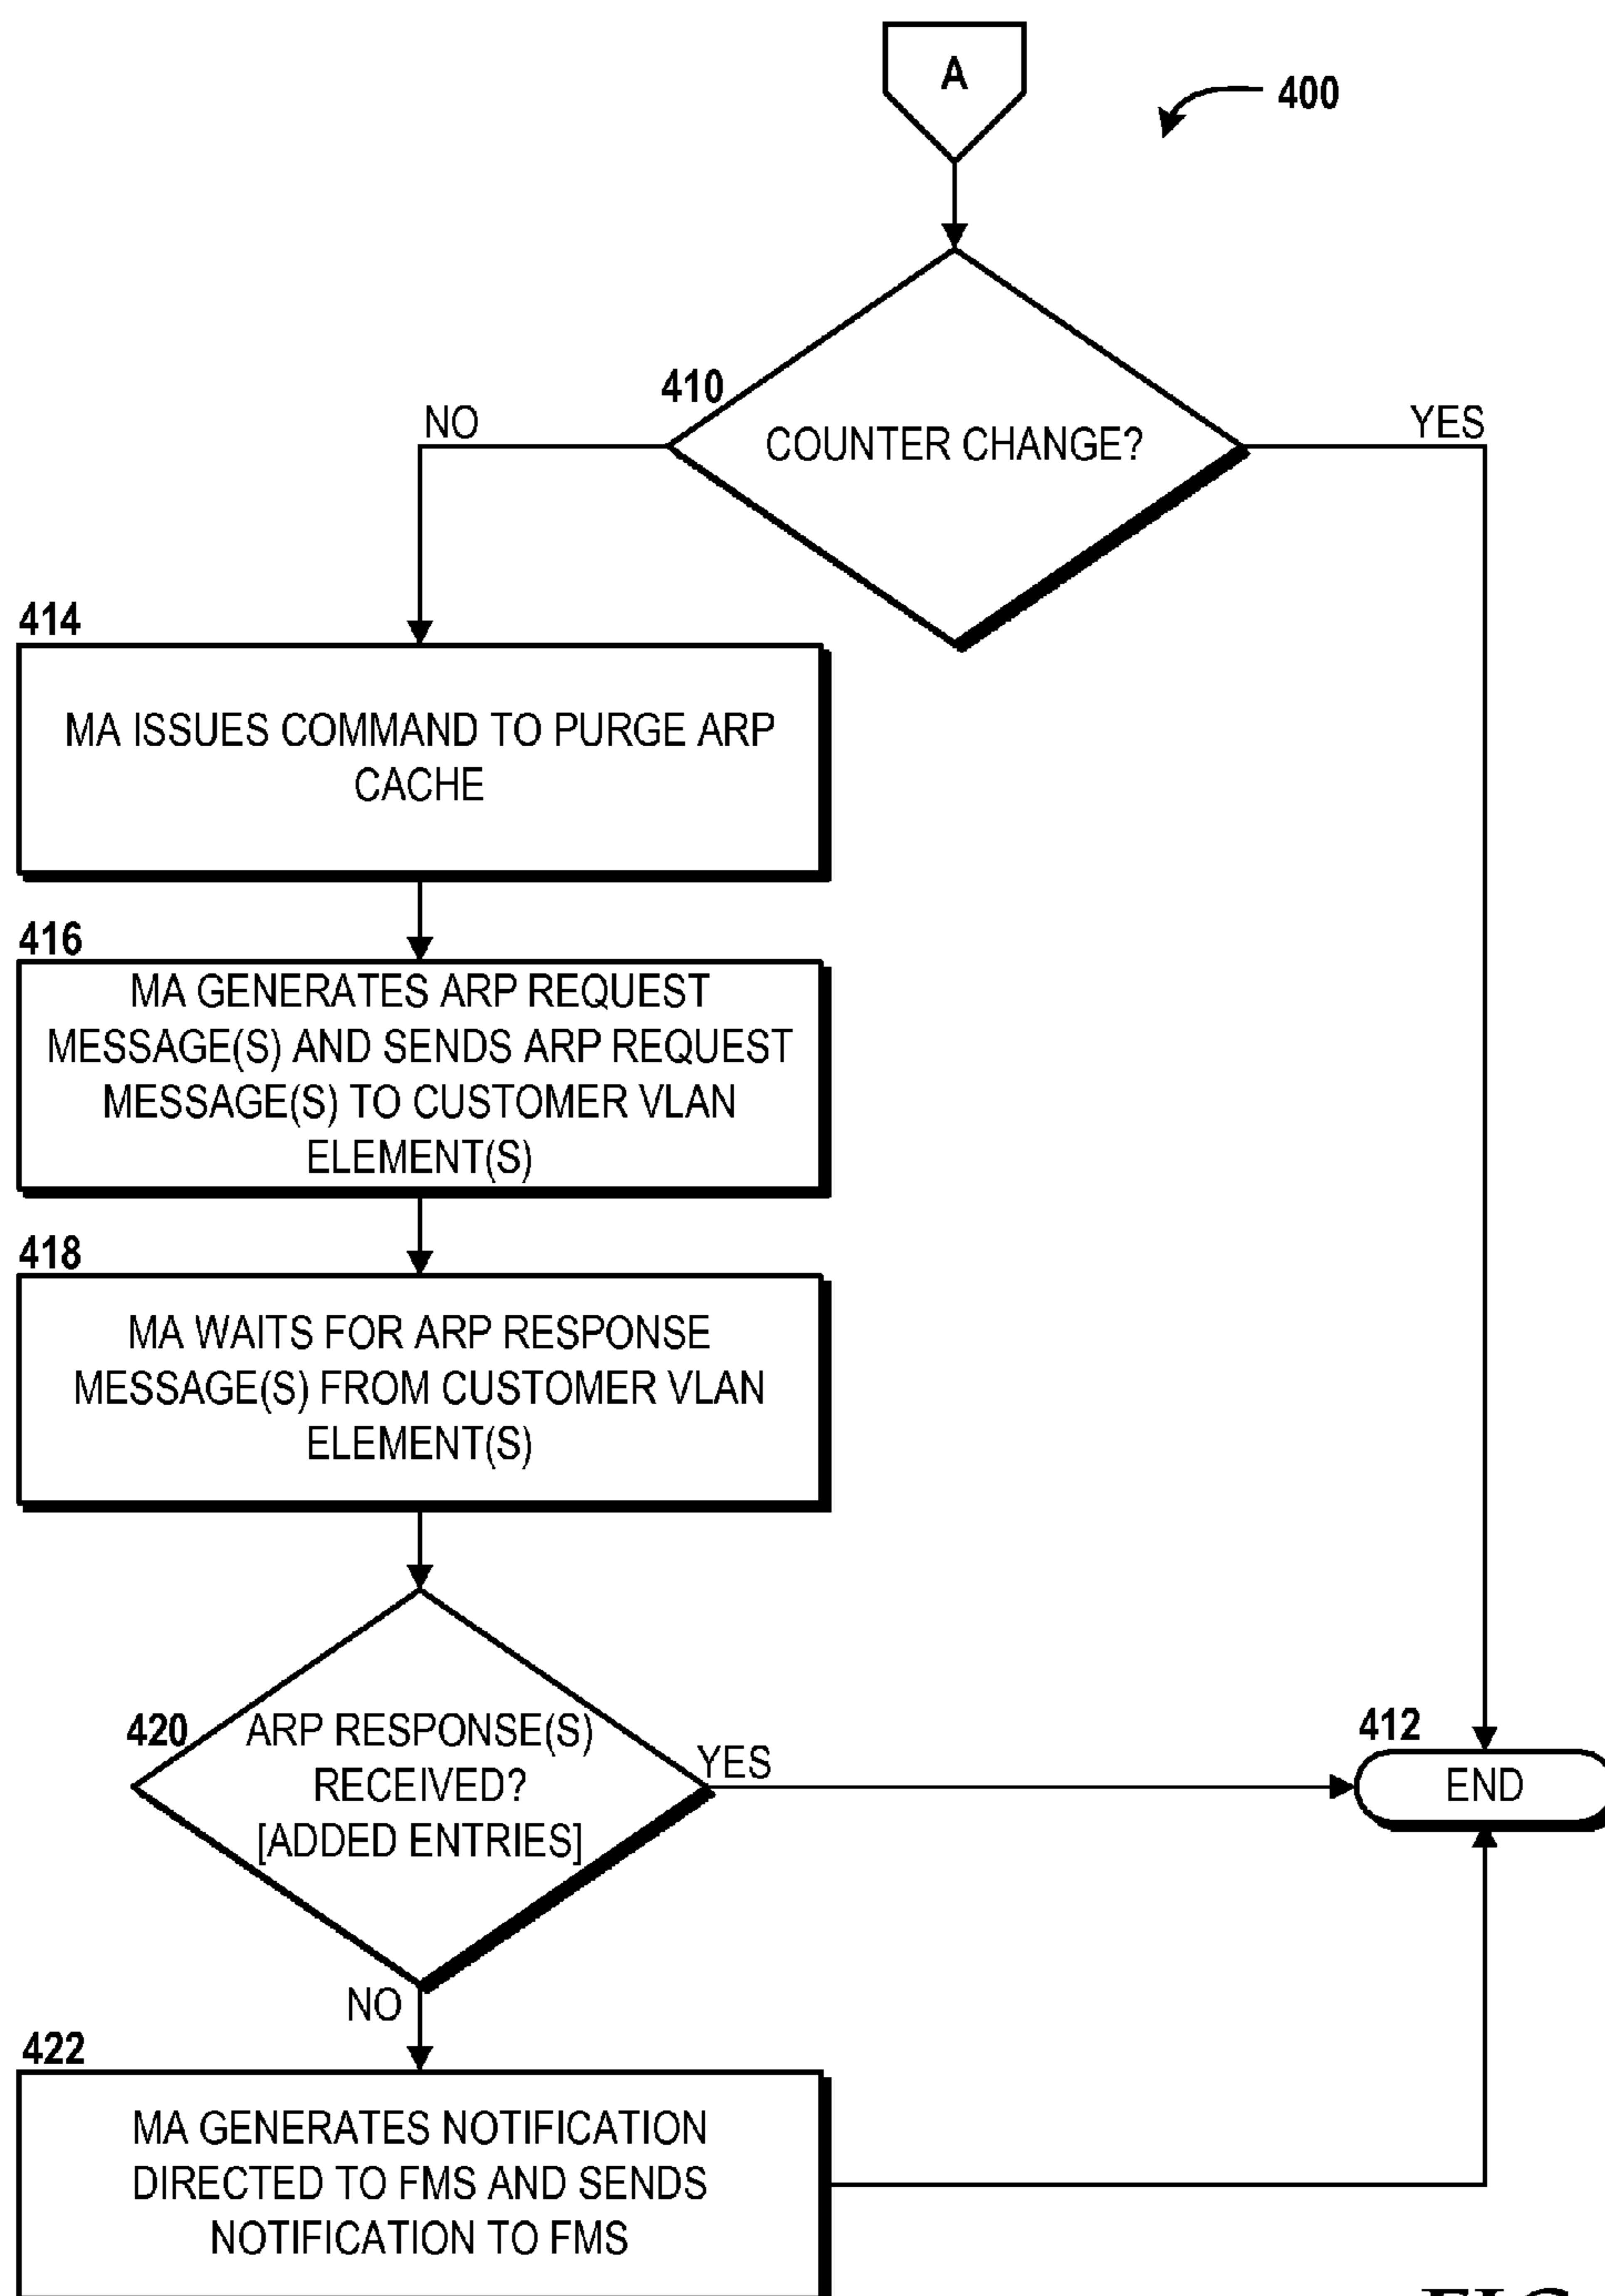 A
400
410
COUNTER CHANGE?
NO
YES
414
MA ISSUES COMMAND TO PURGE ARP
CACHE
416
MA GENERATES ARP REQUEST
MESSAGE(S) AND SENDS ARP REQUEST
MESSAGE(S) TO CUSTOMER VLAN
ELEMENT(S)
418
MA WAITS FOR ARP RESPONSE
MESSAGE(S) FROM CUSTOMER VLAN
ELEMENT(S)
420
ARP RESPONSE(S)
RECEIVED?
[ADDED ENTRIES]
YES
412
END
NO
422
MA GENERATES NOTIFICATION
DIRECTED TO FMS AND SENDS
NOTIFICATION TO FMS